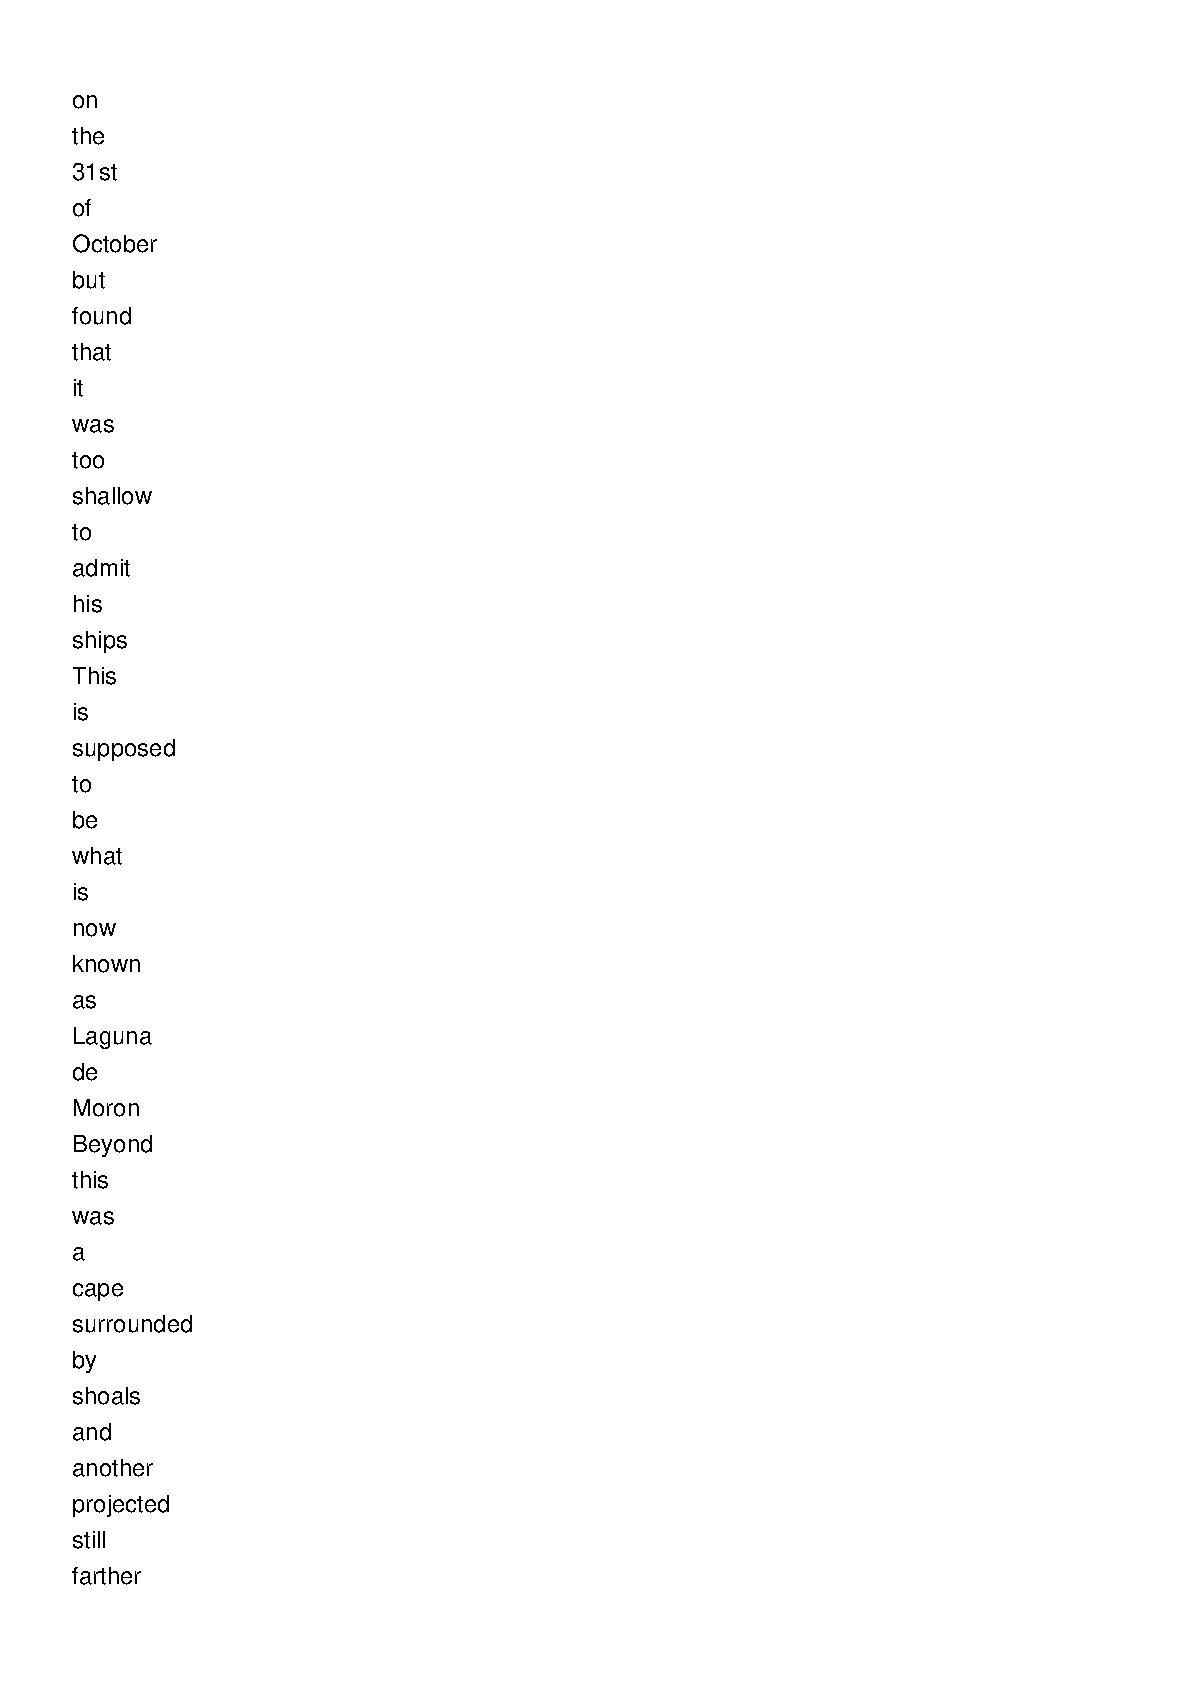 on
the
31st
of
October
but
found
that
it
was
too
shallow
to
admit
his
ships
This
is
supposed
to
be
what
is
now
known
as
Laguna
de
Moron
Beyond
this
was
a
cape
surrounded
by
shoals
and
another
projected
still
farther